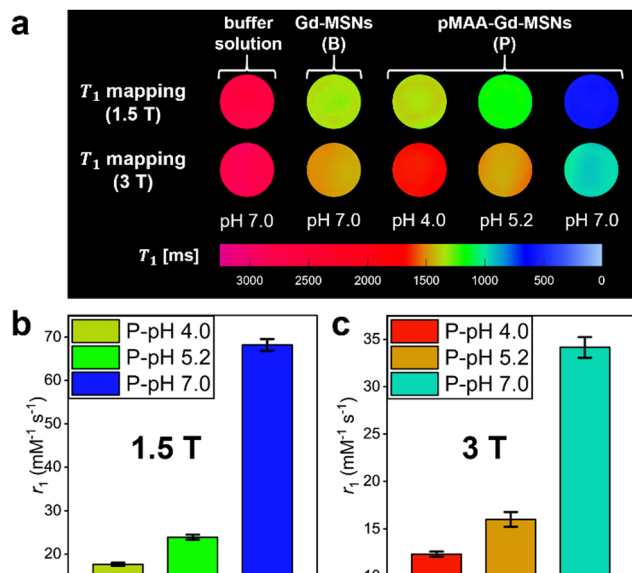 a
buffer solution
Gd-MSNs (B)
pMAA-Gd-MSNs (P)
T₁ mapping (1.5 T)
T₁ mapping (3 T)
pH 7.0 pH 7.0 pH 4.0 pH 5.2 pH 7.0
T₁ [ms]
3000 2500 2000 1500 1000 500 0
b
P-pH 4.0
P-pH 5.2
P-pH 7.0
1.5 T
r₁ (mM⁻¹ s⁻¹)
70
60
50
40
30
20
c
P-pH 4.0
P-pH 5.2
P-pH 7.0
3 T
r₁ (mM⁻¹ s⁻¹)
35
30
25
20
15
10